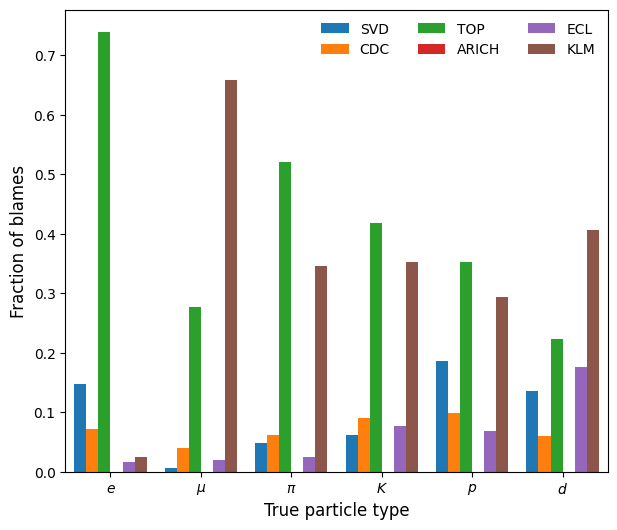 SVD TOP ECL
CDC ARICH KLM
Fraction of blames
0.7
0.6
0.5
0.4
0.3
0.2
0.1
0.0
e μ π K p d
True particle type